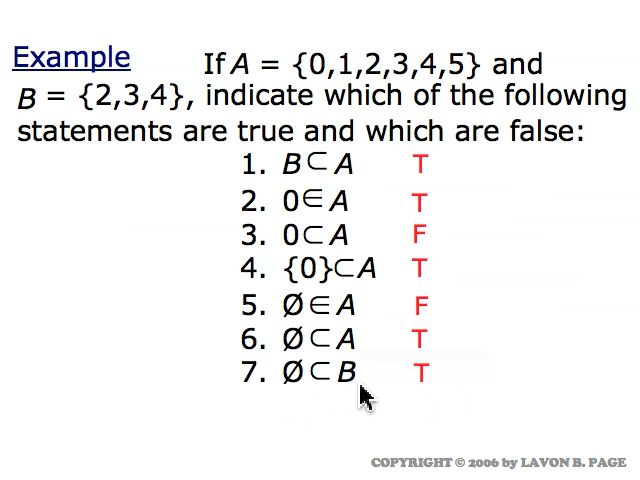 Example If A = {0,1,2,3,4,5} and
B = {2,3,4}, indicate which of the following
statements are true and which are false:
1. B⊂A T
2. 0∈A T
3. 0⊂A F
4. {0}⊂A T
5. Ø∈A F
6. Ø⊂A T
7. Ø⊂B T
COPYRIGHT © 2006 by LAVON B. PAGE